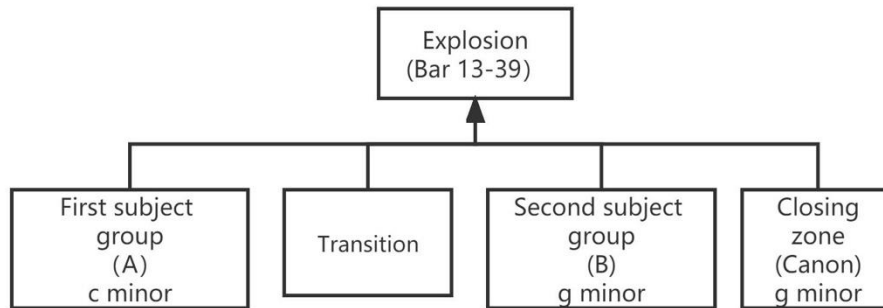 Explosion
(Bar 13-39)
First subject
group
(A)
c minor
Transition
Second subject
group
(B)
g minor
Closing
zone
(Canon)
g minor